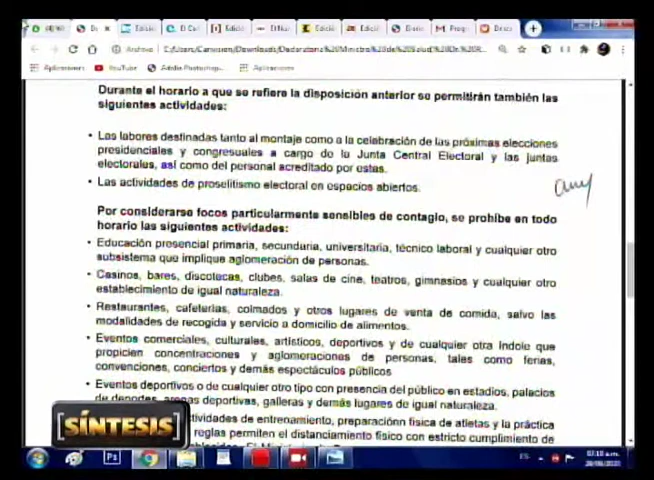 Archivo
C:/Users/
Aplicaciones
YouTube
Adobe Photoshop...
Aplicaciones
Durante el horario a que se refiere la disposición anterior se permitirán también las
siguientes actividades:
• Las labores destinadas tanto al montaje como a la celebración de las próximas elecciones
presidenciales y congresuales a cargo de la Junta Central Electoral y las juntas
electorales, así como del personal acreditado por estas.
• Las actividades de proselitismo electoral en espacios abiertos.
Por considerarse focos particularmente sensibles de contagio, se prohíbe en todo
horario las siguientes actividades:
• Educación presencial primaria, secundaria, universitaria, técnico laboral y cualquier otro
subsistema que implique aglomeración de personas.
• Casinos, bares, discotecas, clubes, salas de cine, teatros, gimnasios y cualquier otro
establecimiento de igual naturaleza.
• Restaurantes, cafeterías, colmados y otros lugares de venta de comida, salvo las
modalidades de recogida y servicio a domicilio de alimentos.
• Eventos comerciales, culturales, artísticos, deportivos y de cualquier otra índole que
propicien concentraciones y aglomeraciones de personas, tales como ferias,
convenciones, conciertos y demás espectáculos públicos
• Eventos deportivos o de cualquier otro tipo con presencia del público en estadios, palacios
de deportes, arenas deportivas, galleras y demás lugares de igual naturaleza.
[SÍNTESIS]
actividades de entrenamiento, preparación física de atletas y la práctica
reglas permiten el distanciamiento físico con estricto cumplimiento de
Ps
ES